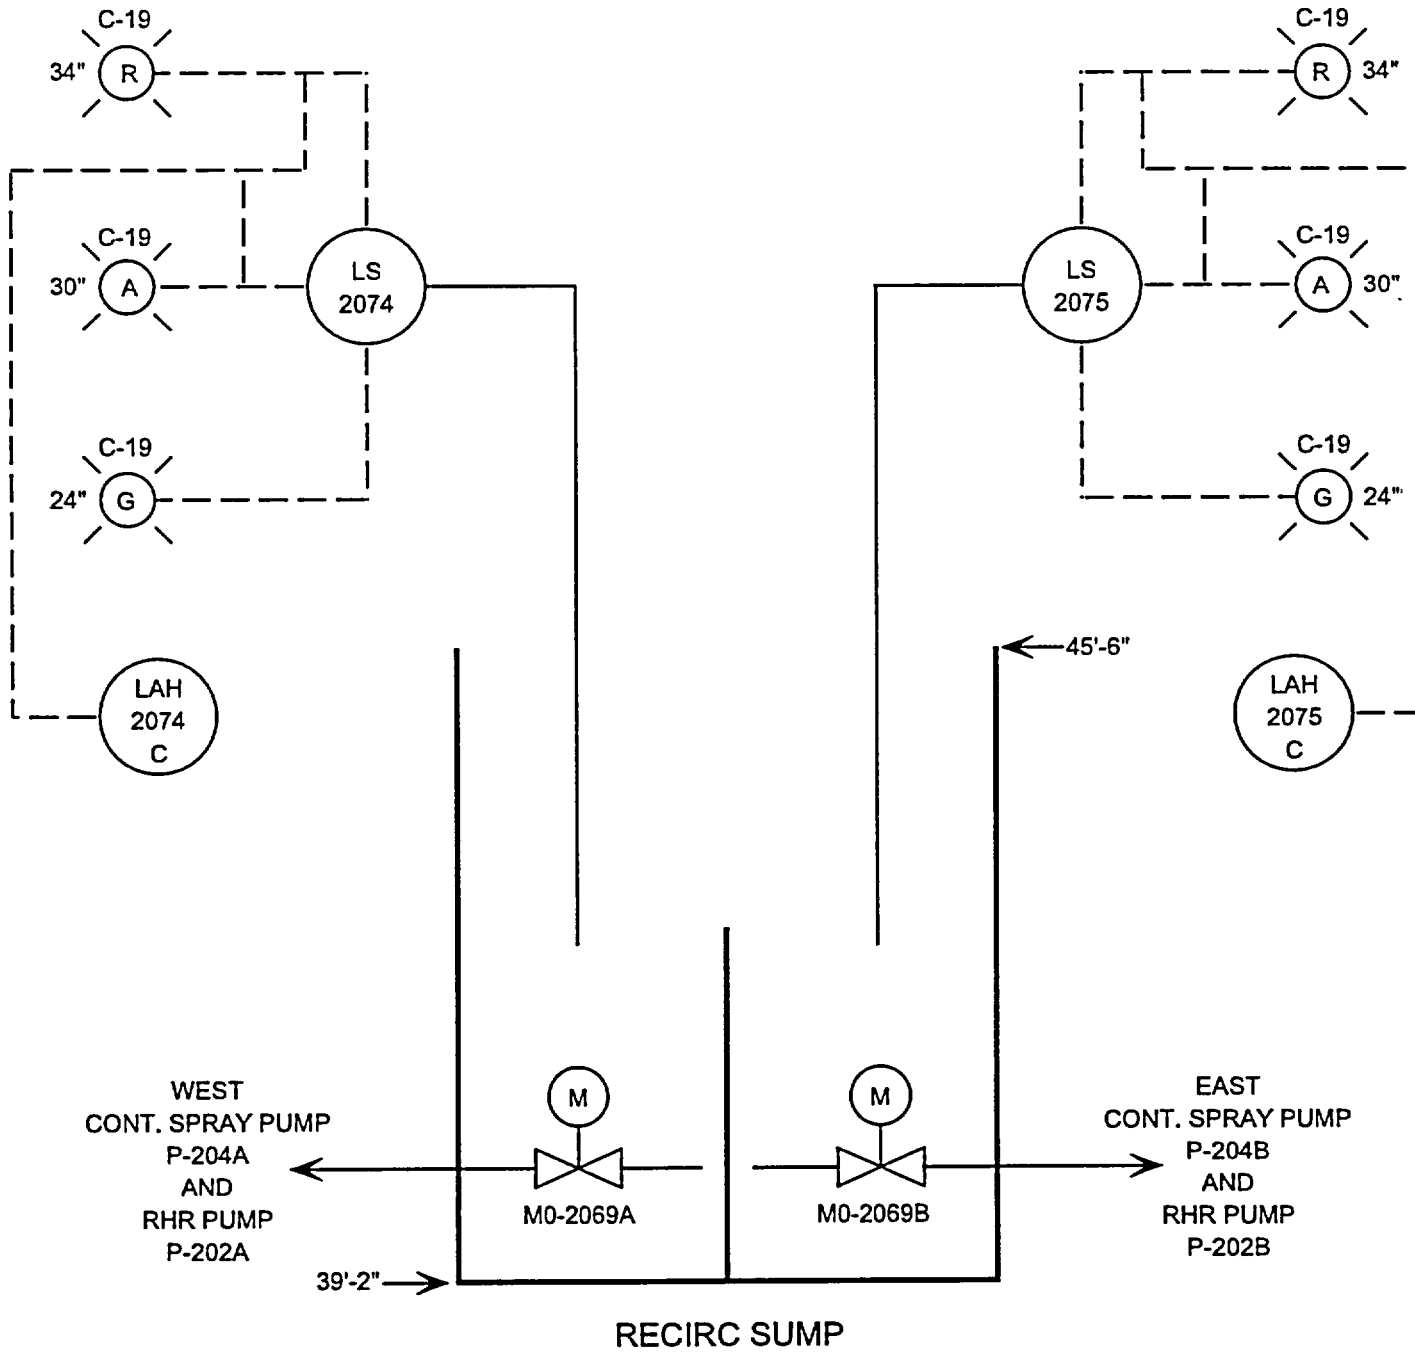 C-19
34" R
C-19
R 34"
C-19
30" A
LS
2074
LS
2075
C-19
A 30"
C-19
24" G
C-19
G 24"
45'-6"
LAH
2074
C
LAH
2075
C
WEST
CONT. SPRAY PUMP
P-204A
AND
RHR PUMP
P-202A
M
M0-2069A
M
M0-2069B
EAST
CONT. SPRAY PUMP
P-204B
AND
RHR PUMP
P-202B
39'-2"
RECIRC SUMP